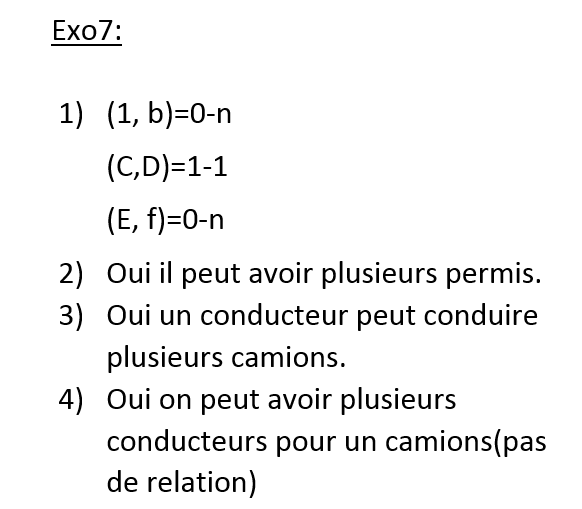 Exo7:
1) (1, b)=0-n
(C,D)=1-1
(E, f)=0-n
2) Oui il peut avoir plusieurs permis.
3) Oui un conducteur peut conduire
plusieurs camions.
4) Oui on peut avoir plusieurs
conducteurs pour un camions(pas
de relation)